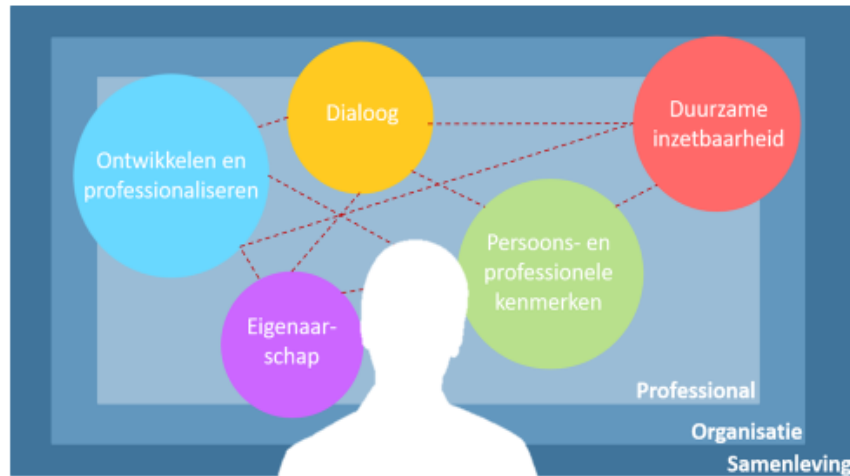 Dialoog
Duurzame
inzetbaarheid
Ontwikkelen en
professionaliseren
Persoons- en
professionele
kenmerken
Eigenaar-
schap
Professional
Organisatie
Samenleving